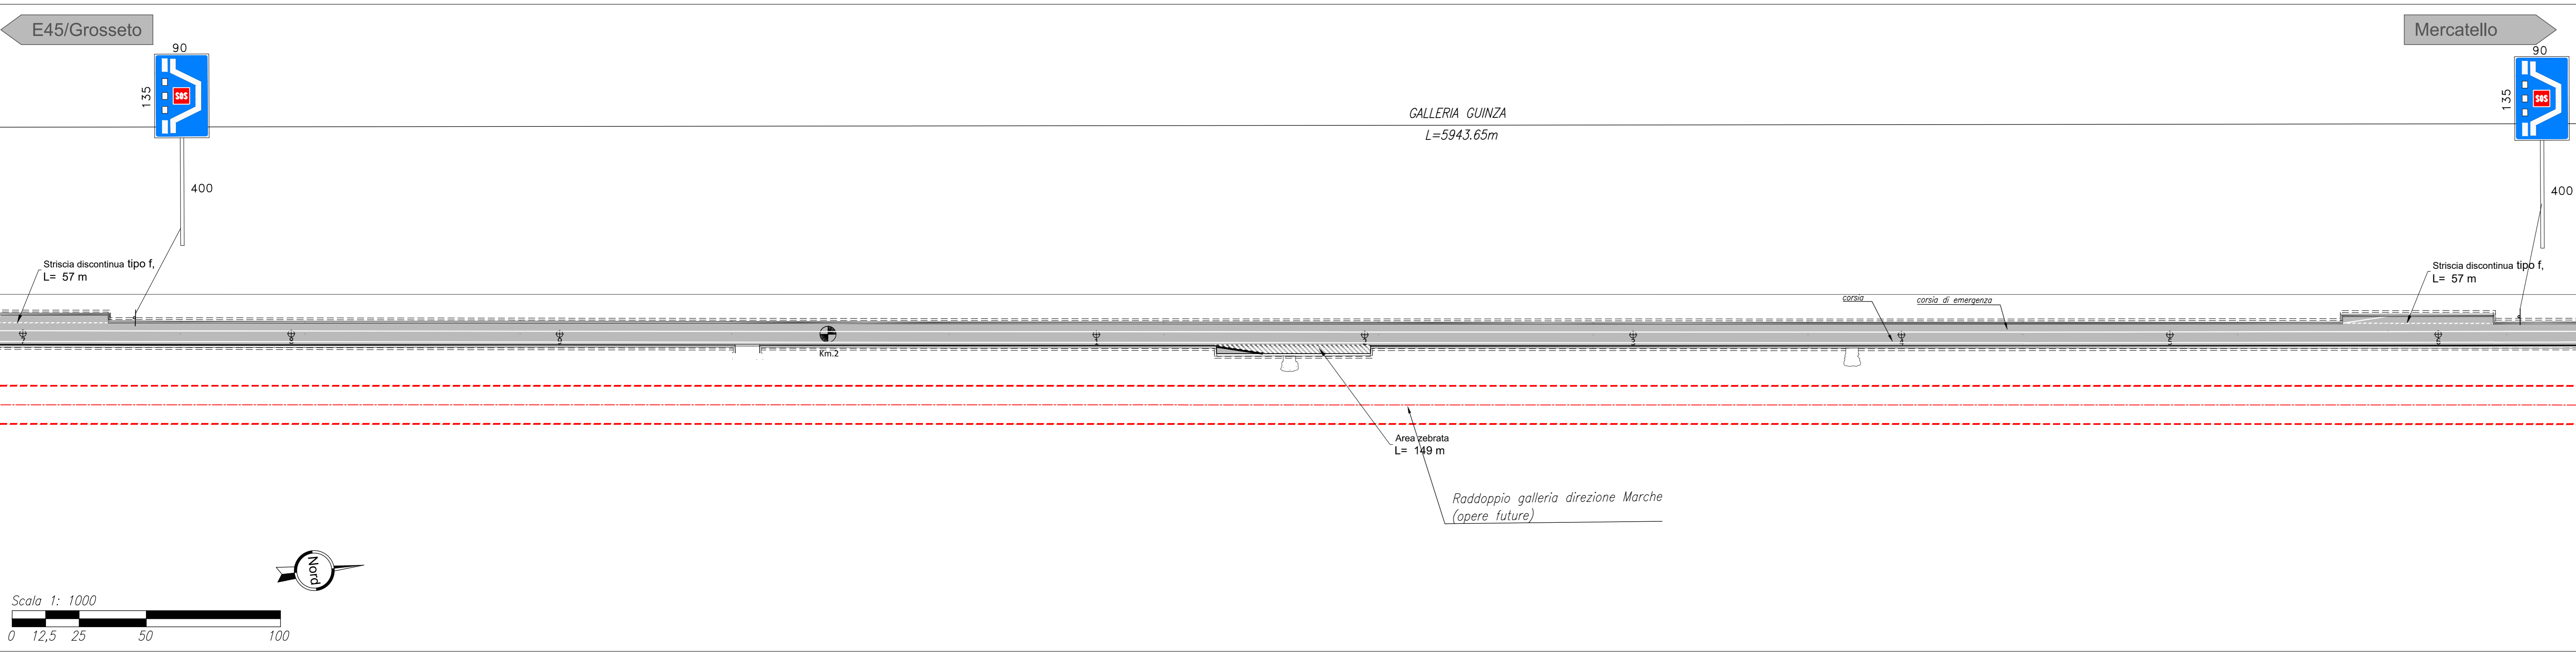 E45/Grosseto
Mercatello
90
90
135
SOS
135
SOS
GALLERIA GUINZA
L=5943.65m
400
400
Striscia discontinua tipo f,
L= 57 m
Striscia discontinua tipo f,
L= 57 m
corsia
corsia di emergenza
Km.2
Area zebrata
L= 149 m
Raddoppio galleria direzione Marche
(opere future)
Nord
Scala 1: 1000
0 12,5 25 50 100